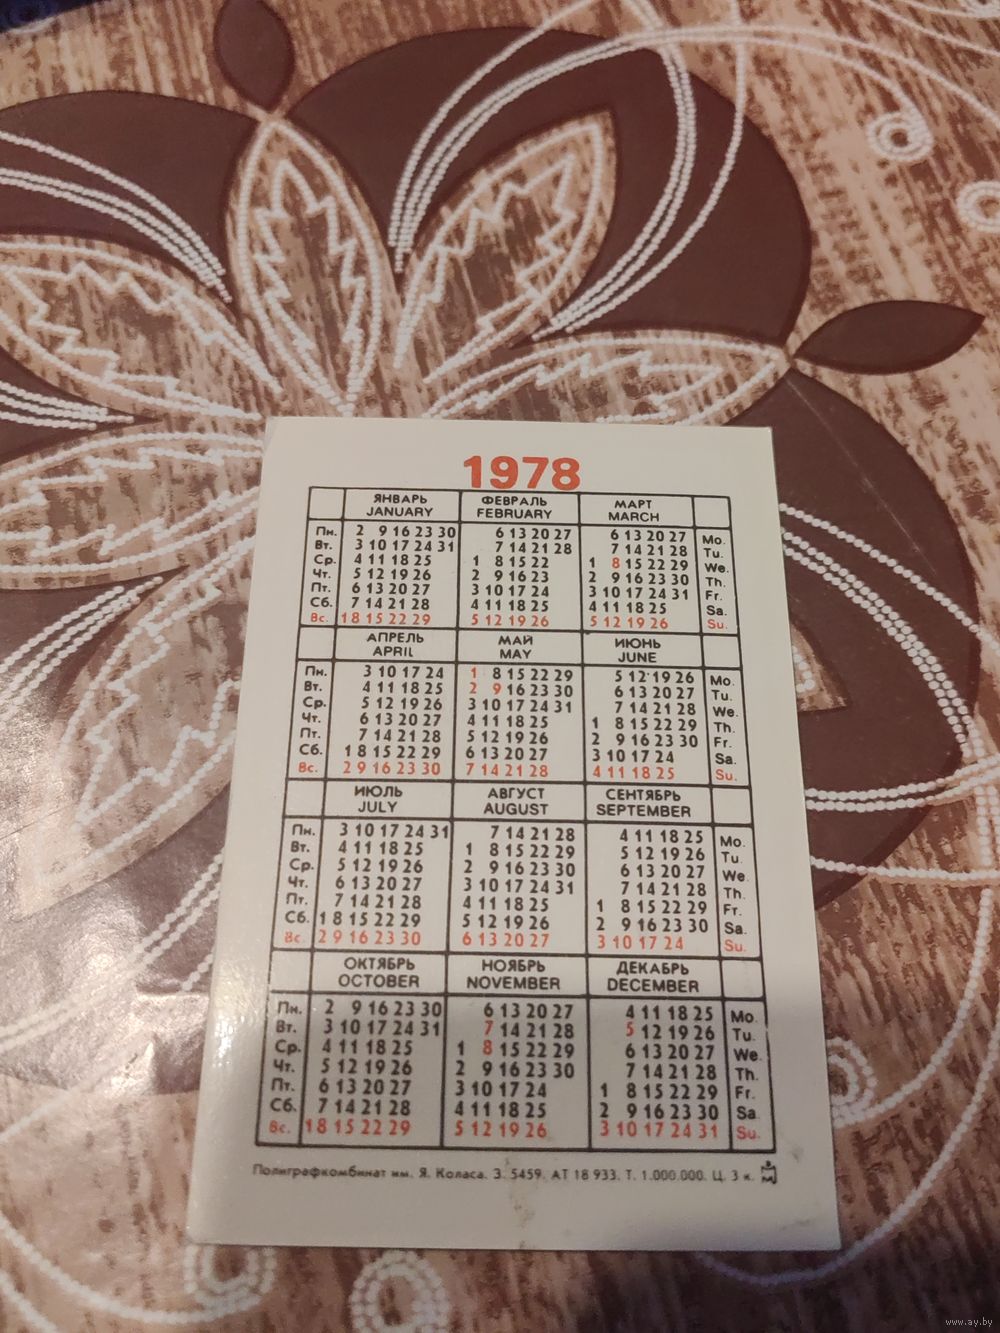 1978
ЯНВАРЬ ФЕВРАЛЬ МАРТ
JANUARY FEBRUARY MARCH
Пн. 2 9 16 23 30 6 13 20 27 6 13 20 27 Mo.
Вт. 3 10 17 24 31 7 14 21 28 7 14 21 28 Tu.
Ср. 4 11 18 25 1 8 15 22 1 8 15 22 29 We.
Чт. 5 12 19 26 2 9 16 23 2 9 16 23 30 Th.
Пт. 6 13 20 27 3 10 17 24 3 10 17 24 31 Fr.
Сб. 7 14 21 28 4 11 18 25 4 11 18 25 Sa.
Вс. 1 8 15 22 29 5 12 19 26 5 12 19 26 Su.
АПРЕЛЬ МАЙ ИЮНЬ
APRIL MAY JUNE
Пн. 3 10 17 24 1 8 15 22 29 5 12 19 26 Mo.
Вт. 4 11 18 25 2 9 16 23 30 6 13 20 27 Tu.
Ср. 5 12 19 26 3 10 17 24 31 7 14 21 28 We.
Чт. 6 13 20 27 4 11 18 25 1 8 15 22 29 Th.
Пт. 7 14 21 28 5 12 19 26 2 9 16 23 30 Fr.
Сб. 1 8 15 22 29 6 13 20 27 3 10 17 24 Sa.
Вс. 2 9 16 23 30 7 14 21 28 4 11 18 25 Su.
ИЮЛЬ АВГУСТ СЕНТЯБРЬ
JULY AUGUST SEPTEMBER
Пн. 3 10 17 24 31 7 14 21 28 4 11 18 25 Mo.
Вт. 4 11 18 25 1 8 15 22 29 5 12 19 26 Tu.
Ср. 5 12 19 26 2 9 16 23 30 6 13 20 27 We.
Чт. 6 13 20 27 3 10 17 24 31 7 14 21 28 Th.
Пт. 7 14 21 28 4 11 18 25 1 8 15 22 29 Fr.
Сб. 1 8 15 22 29 5 12 19 26 2 9 16 23 30 Sa.
Вс. 2 9 16 23 30 6 13 20 27 3 10 17 24 Su.
ОКТЯБРЬ НОЯБРЬ ДЕКАБРЬ
OCTOBER NOVEMBER DECEMBER
Пн. 2 9 16 23 30 6 13 20 27 4 11 18 25 Mo.
Вт. 3 10 17 24 31 7 14 21 28 5 12 19 26 Tu.
Ср. 4 11 18 25 1 8 15 22 29 6 13 20 27 We.
Чт. 5 12 19 26 2 9 16 23 30 7 14 21 28 Th.
Пт. 6 13 20 27 3 10 17 24 1 8 15 22 29 Fr.
Сб. 7 14 21 28 4 11 18 25 2 9 16 23 30 Sa.
Вс. 1 8 15 22 29 5 12 19 26 3 10 17 24 31 Su.
Полиграфкомбинат им. Я. Коласа. З. 5459. АТ 18 933. Т. 1.000.000. Ц. 3 к.
www.ay.by